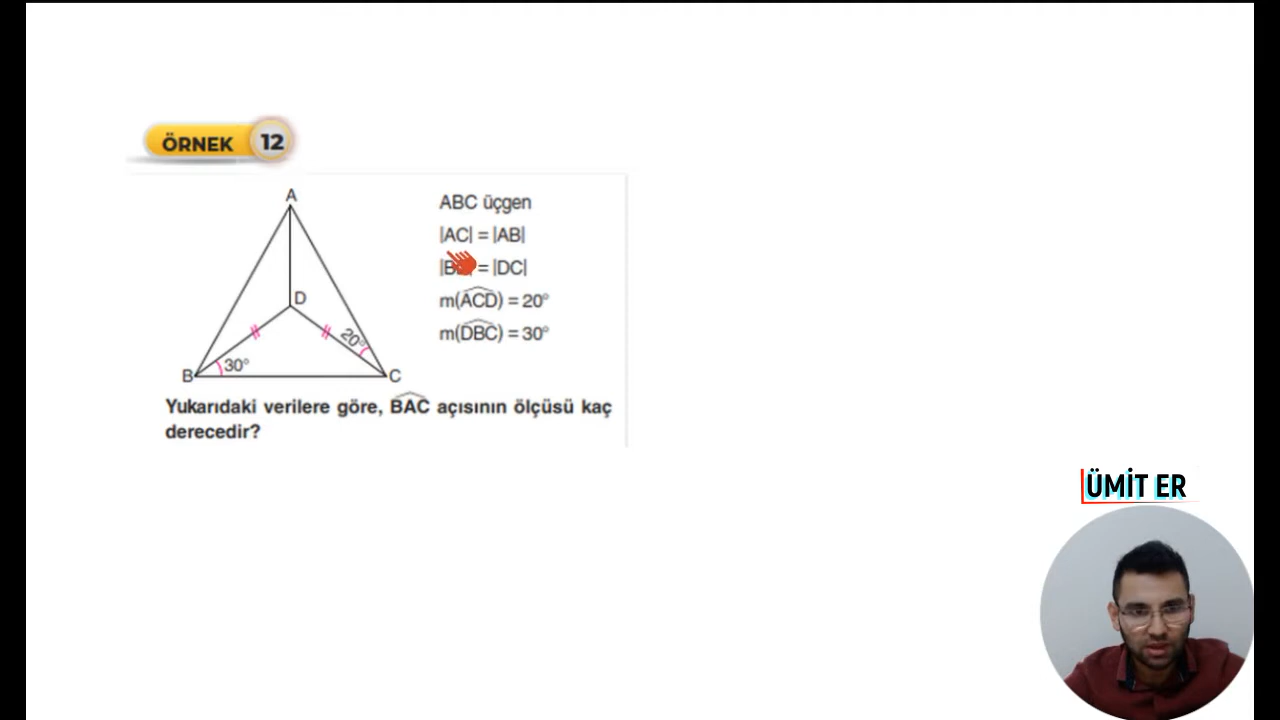 ÖRNEK 12
A
D
B
C
30°
20°
ABC üçgen
|AC| = |AB|
= |DC|
m(ACD) = 20°
m(DBC) = 30°
Yukarıdaki verilere göre, BAC açısının ölçüsü kaç
derecedir?
ÜMİT ER